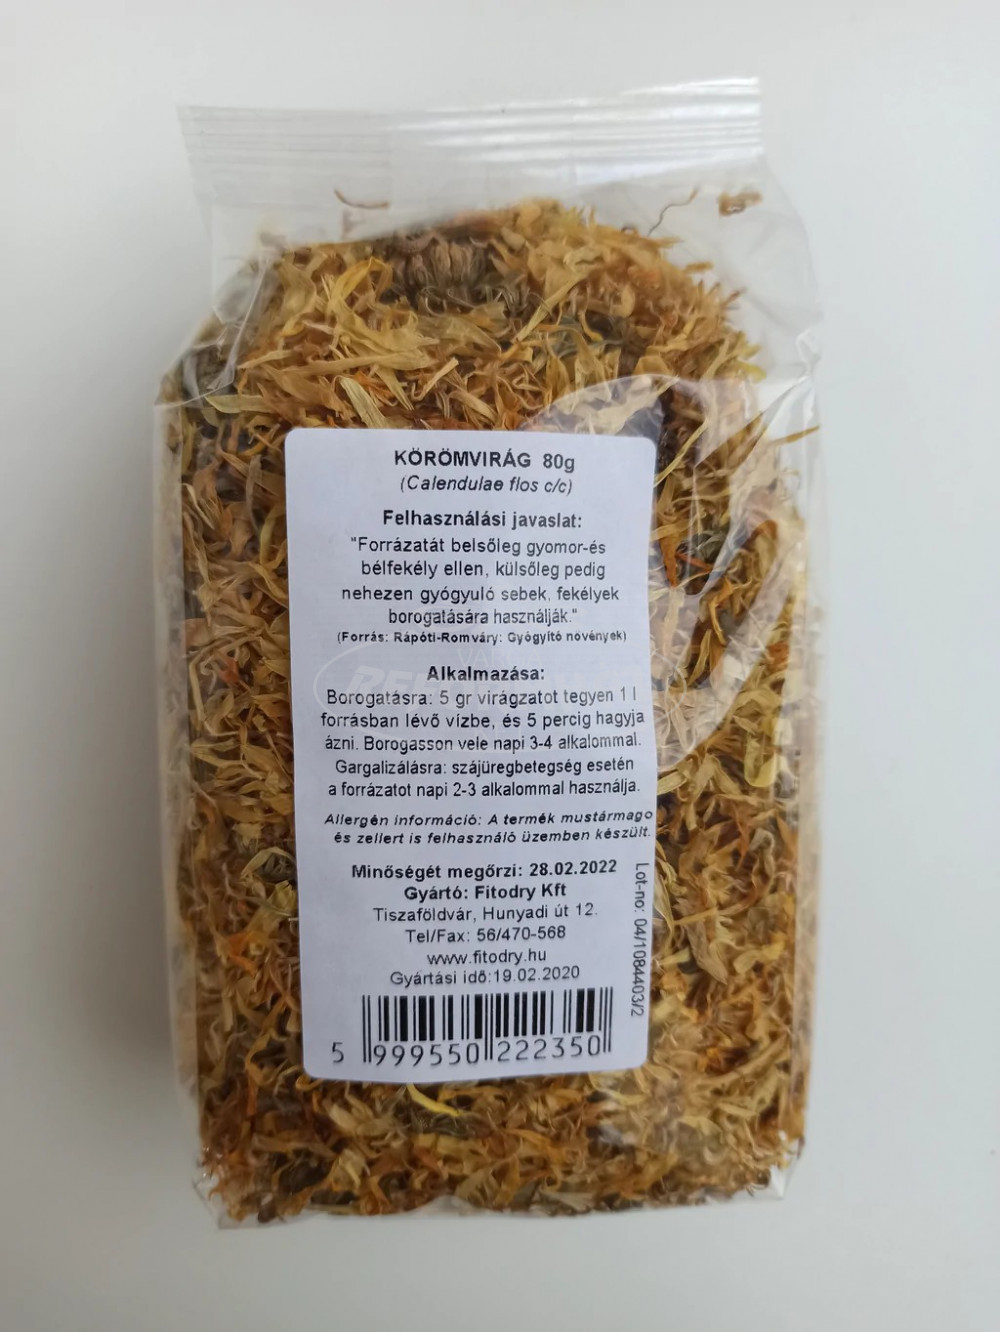 KÖRÖMVIRÁG 80g
(Calendulae flos c/c)
Felhasználási javaslat:
"Forrázatát belsőleg gyomor-és
bélfekély ellen, külsőleg pedig
nehezen gyógyuló sebek, fekélyek
borogatására használják."
(Forrás: Rápóti-Romváry: Gyógyító növények)
Alkalmazása:
Borogatásra: 5 gr virágzatot tegyen 1 l
forrásban lévő vízbe, és 5 percig hagyja
ázni. Borogasson vele napi 3-4 alkalommal.
Gargalizálásra: szájüregbetegség esetén
a forrázatot napi 2-3 alkalommal használja.
Allergén információ: A termék mustármago
és zellert is felhasználó üzemben készült.
Minőségét megőrzi: 28.02.2022
Gyártó: Fitodry Kft
Tiszaföldvár, Hunyadi út 12.
Tel/Fax: 56/470-568
www.fitodry.hu
Gyártási idő:19.02.2020
Lot-no: 04/1084403/2
5 999550 222350